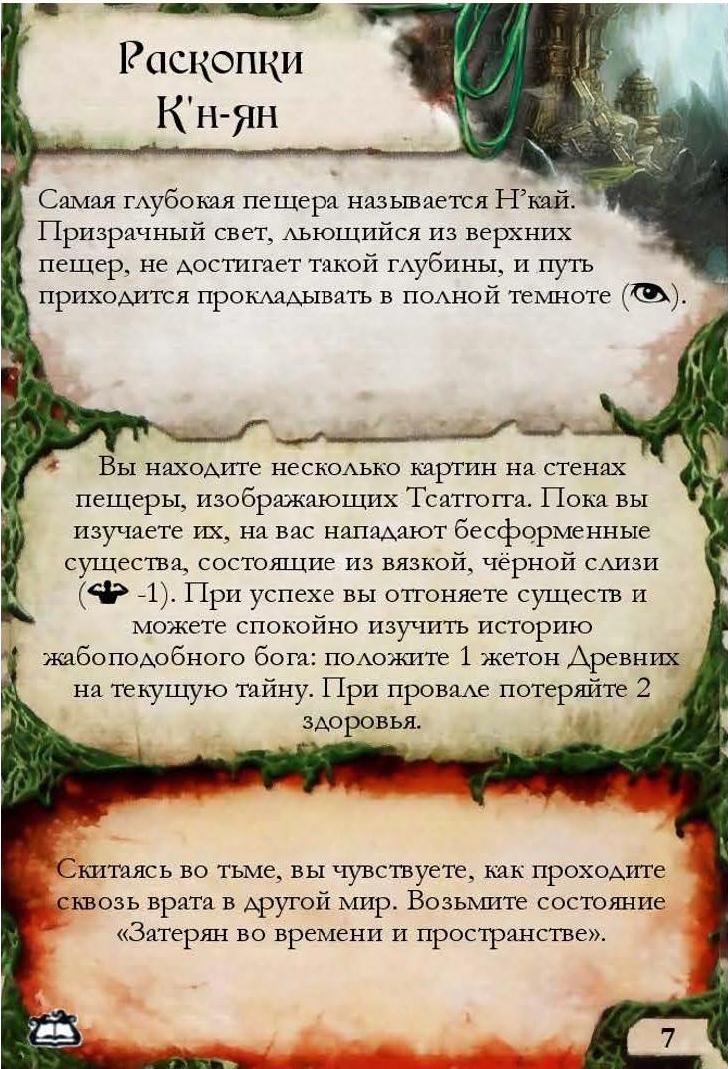 Раскопки
К'н-ян
Самая глубокая пещера называется Н’кай.
Призрачный свет, льющийся из верхних
пещер, не достигает такой глубины, и путь
приходится прокладывать в полной темноте ( ).
Вы находите несколько картин на стенах
пещеры, изображающих Тсатгогга. Пока вы
изучаете их, на вас нападают бесформенные
существа, состоящие из вязкой, чёрной слизи
( -1). При успехе вы отгоняете существ и
можете спокойно изучить историю
жабоподобного бога: положите 1 жетон Древних
на текущую тайну. При провале потеряйте 2
здоровья.
Скитаясь во тьме, вы чувствуете, как проходите
сквозь врата в другой мир. Возьмите состояние
«Затерян во времени и пространстве».
7